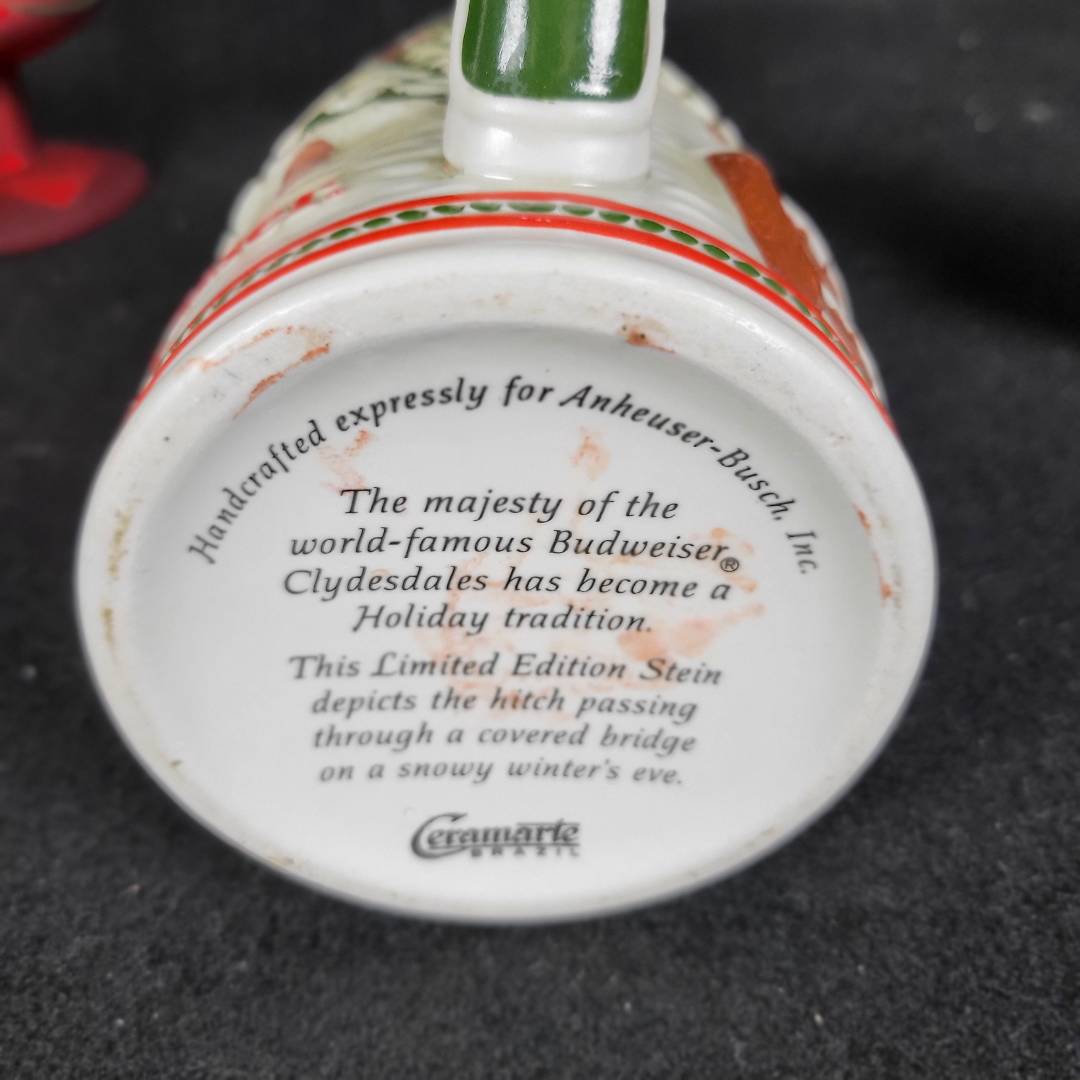 Handcrafted expressly for Anheuser-Busch, Inc.
The majesty of the
world-famous Budweiser®
Clydesdales has become a
Holiday tradition.
This Limited Edition Stein
depicts the hitch passing
through a covered bridge
on a snowy winter's eve.
Ceramarte
BRAZIL